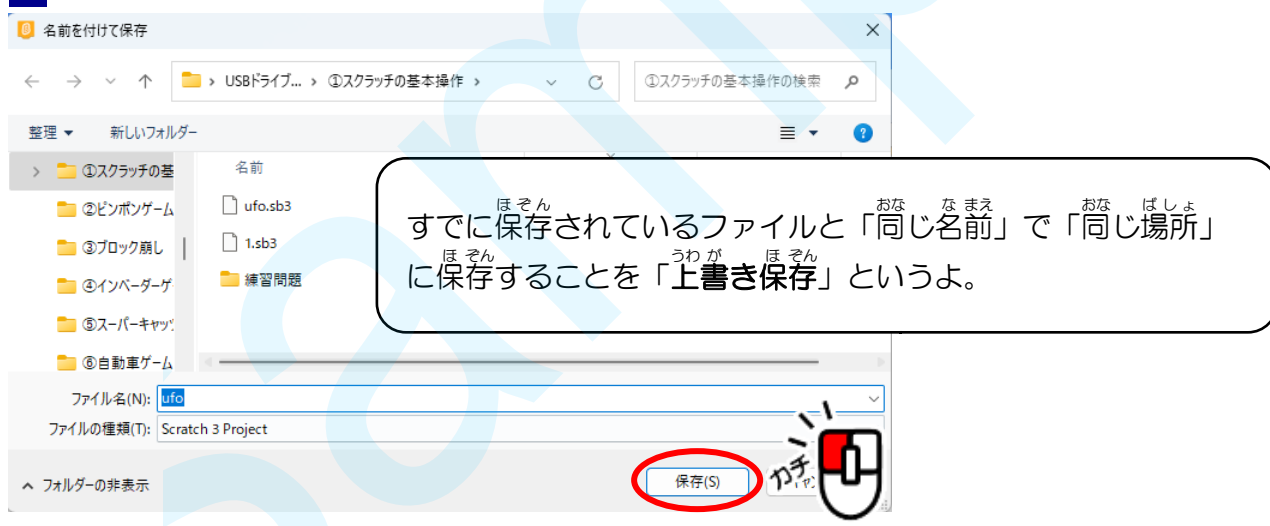 名前を付けて保存
USBドライブ... › ①スクラッチの基本操作 ›
①スクラッチの基本操作の検索
整理 新しいフォルダー
①スクラッチの基
②ピンポンゲーム
③ブロック崩し
④インベーダーゲ
⑤スーパーキャッ
⑥自動車ゲーム
名前
ufo.sb3
1.sb3
練習問題
ほぞん おな なまえ おな ばしょ
すでに保存されているファイルと「同じ名前」で「同じ場所」
ほぞん うわが ほぞん
に保存することを「上書き保存」というよ。
ファイル名(N): ufo
ファイルの種類(T): Scratch 3 Project
フォルダーの非表示
保存(S)
カチ